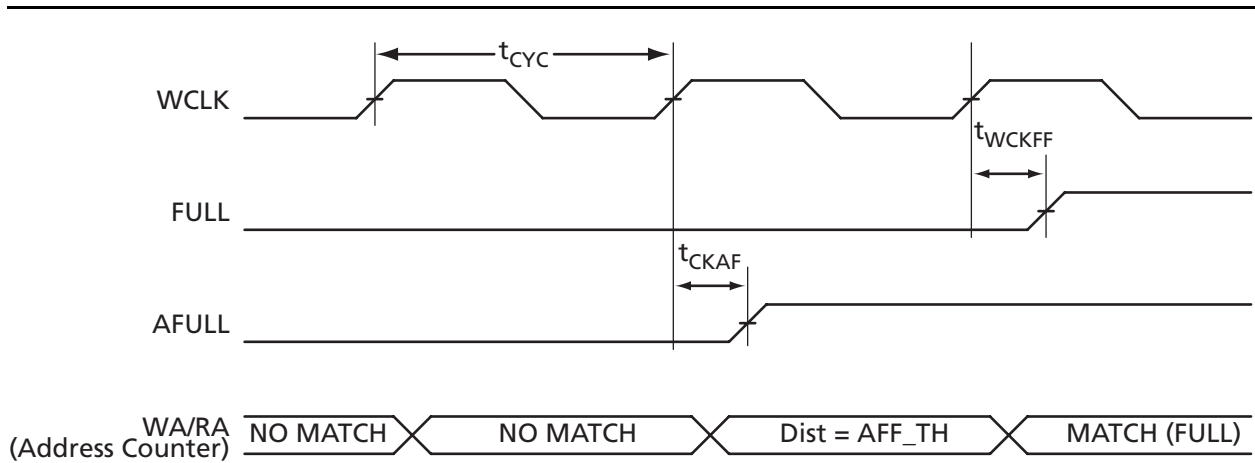 tCYC
WCLK
tWCKFF
FULL
tCKAF
AFULL
WA/RA
(Address Counter)
NO MATCH
NO MATCH
Dist = AFF_TH
MATCH (FULL)